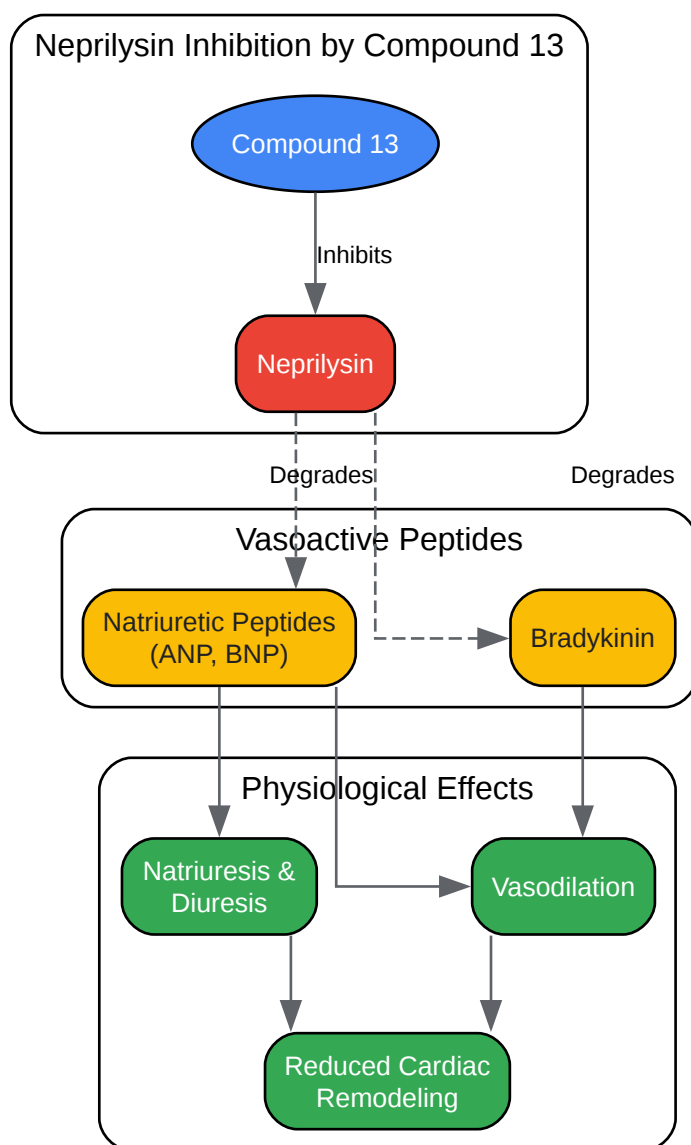 Neprilysin Inhibition by Compound 13
Compound 13
Inhibits
Neprilysin
Degrades
Degrades
Vasoactive Peptides
Natriuretic Peptides
(ANP, BNP)
Bradykinin
Physiological Effects
Natriuresis &
Diuresis
Vasodilation
Reduced Cardiac
Remodeling